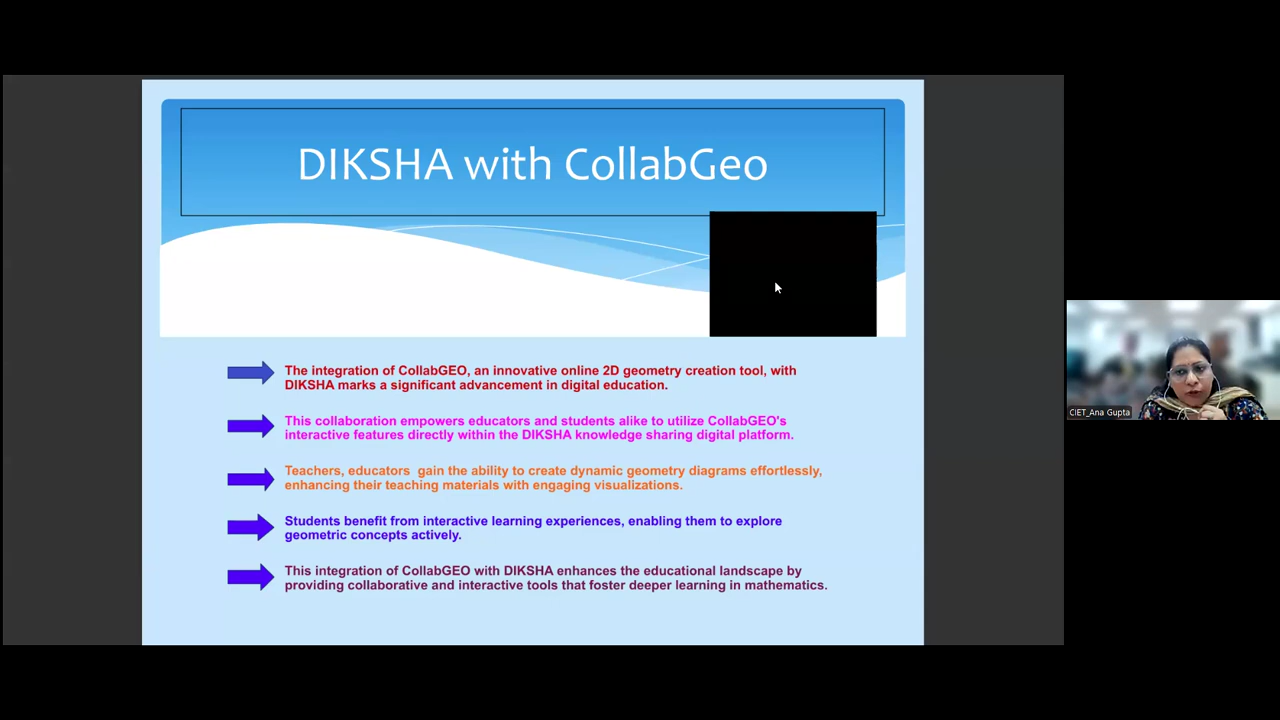 DIKSHA with CollabGeo
The integration of CollabGEO, an innovative online 2D geometry creation tool, with
DIKSHA marks a significant advancement in digital education.
This collaboration empowers educators and students alike to utilize CollabGEO's
interactive features directly within the DIKSHA knowledge sharing digital platform.
Teachers, educators  gain the ability to create dynamic geometry diagrams effortlessly,
enhancing their teaching materials with engaging visualizations.
Students benefit from interactive learning experiences, enabling them to explore
geometric concepts actively.
This integration of CollabGEO with DIKSHA enhances the educational landscape by
providing collaborative and interactive tools that foster deeper learning in mathematics.
CIET_Ana Gupta